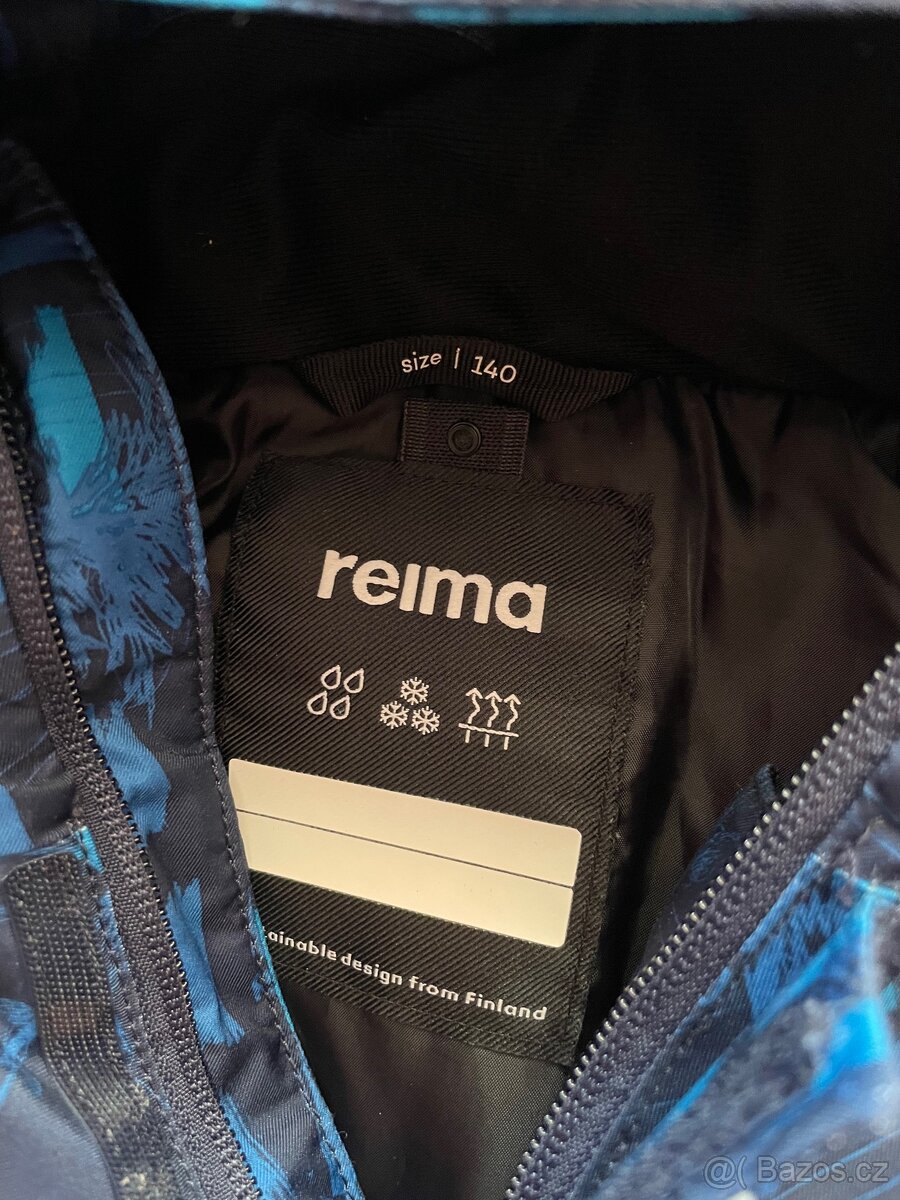 size | 140
reima
ainable design from Finland
@( Bazos.cz